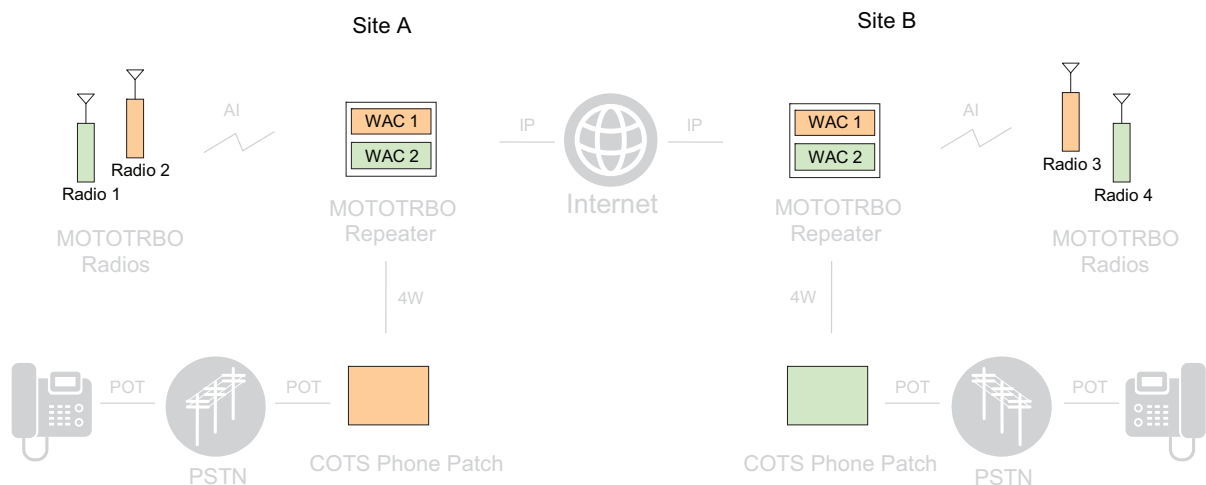 Site A
Site B
AI
WAC 1
WAC 2
IP
IP
WAC 1
WAC 2
AI
Radio 1
Radio 2
Radio 3
Radio 4
MOTOTRBO
Radios
MOTOTRBO
Repeater
Internet
MOTOTRBO
Repeater
MOTOTRBO
Radios
4W
4W
POT
POT
POT
POT
PSTN
COTS Phone Patch
COTS Phone Patch
PSTN